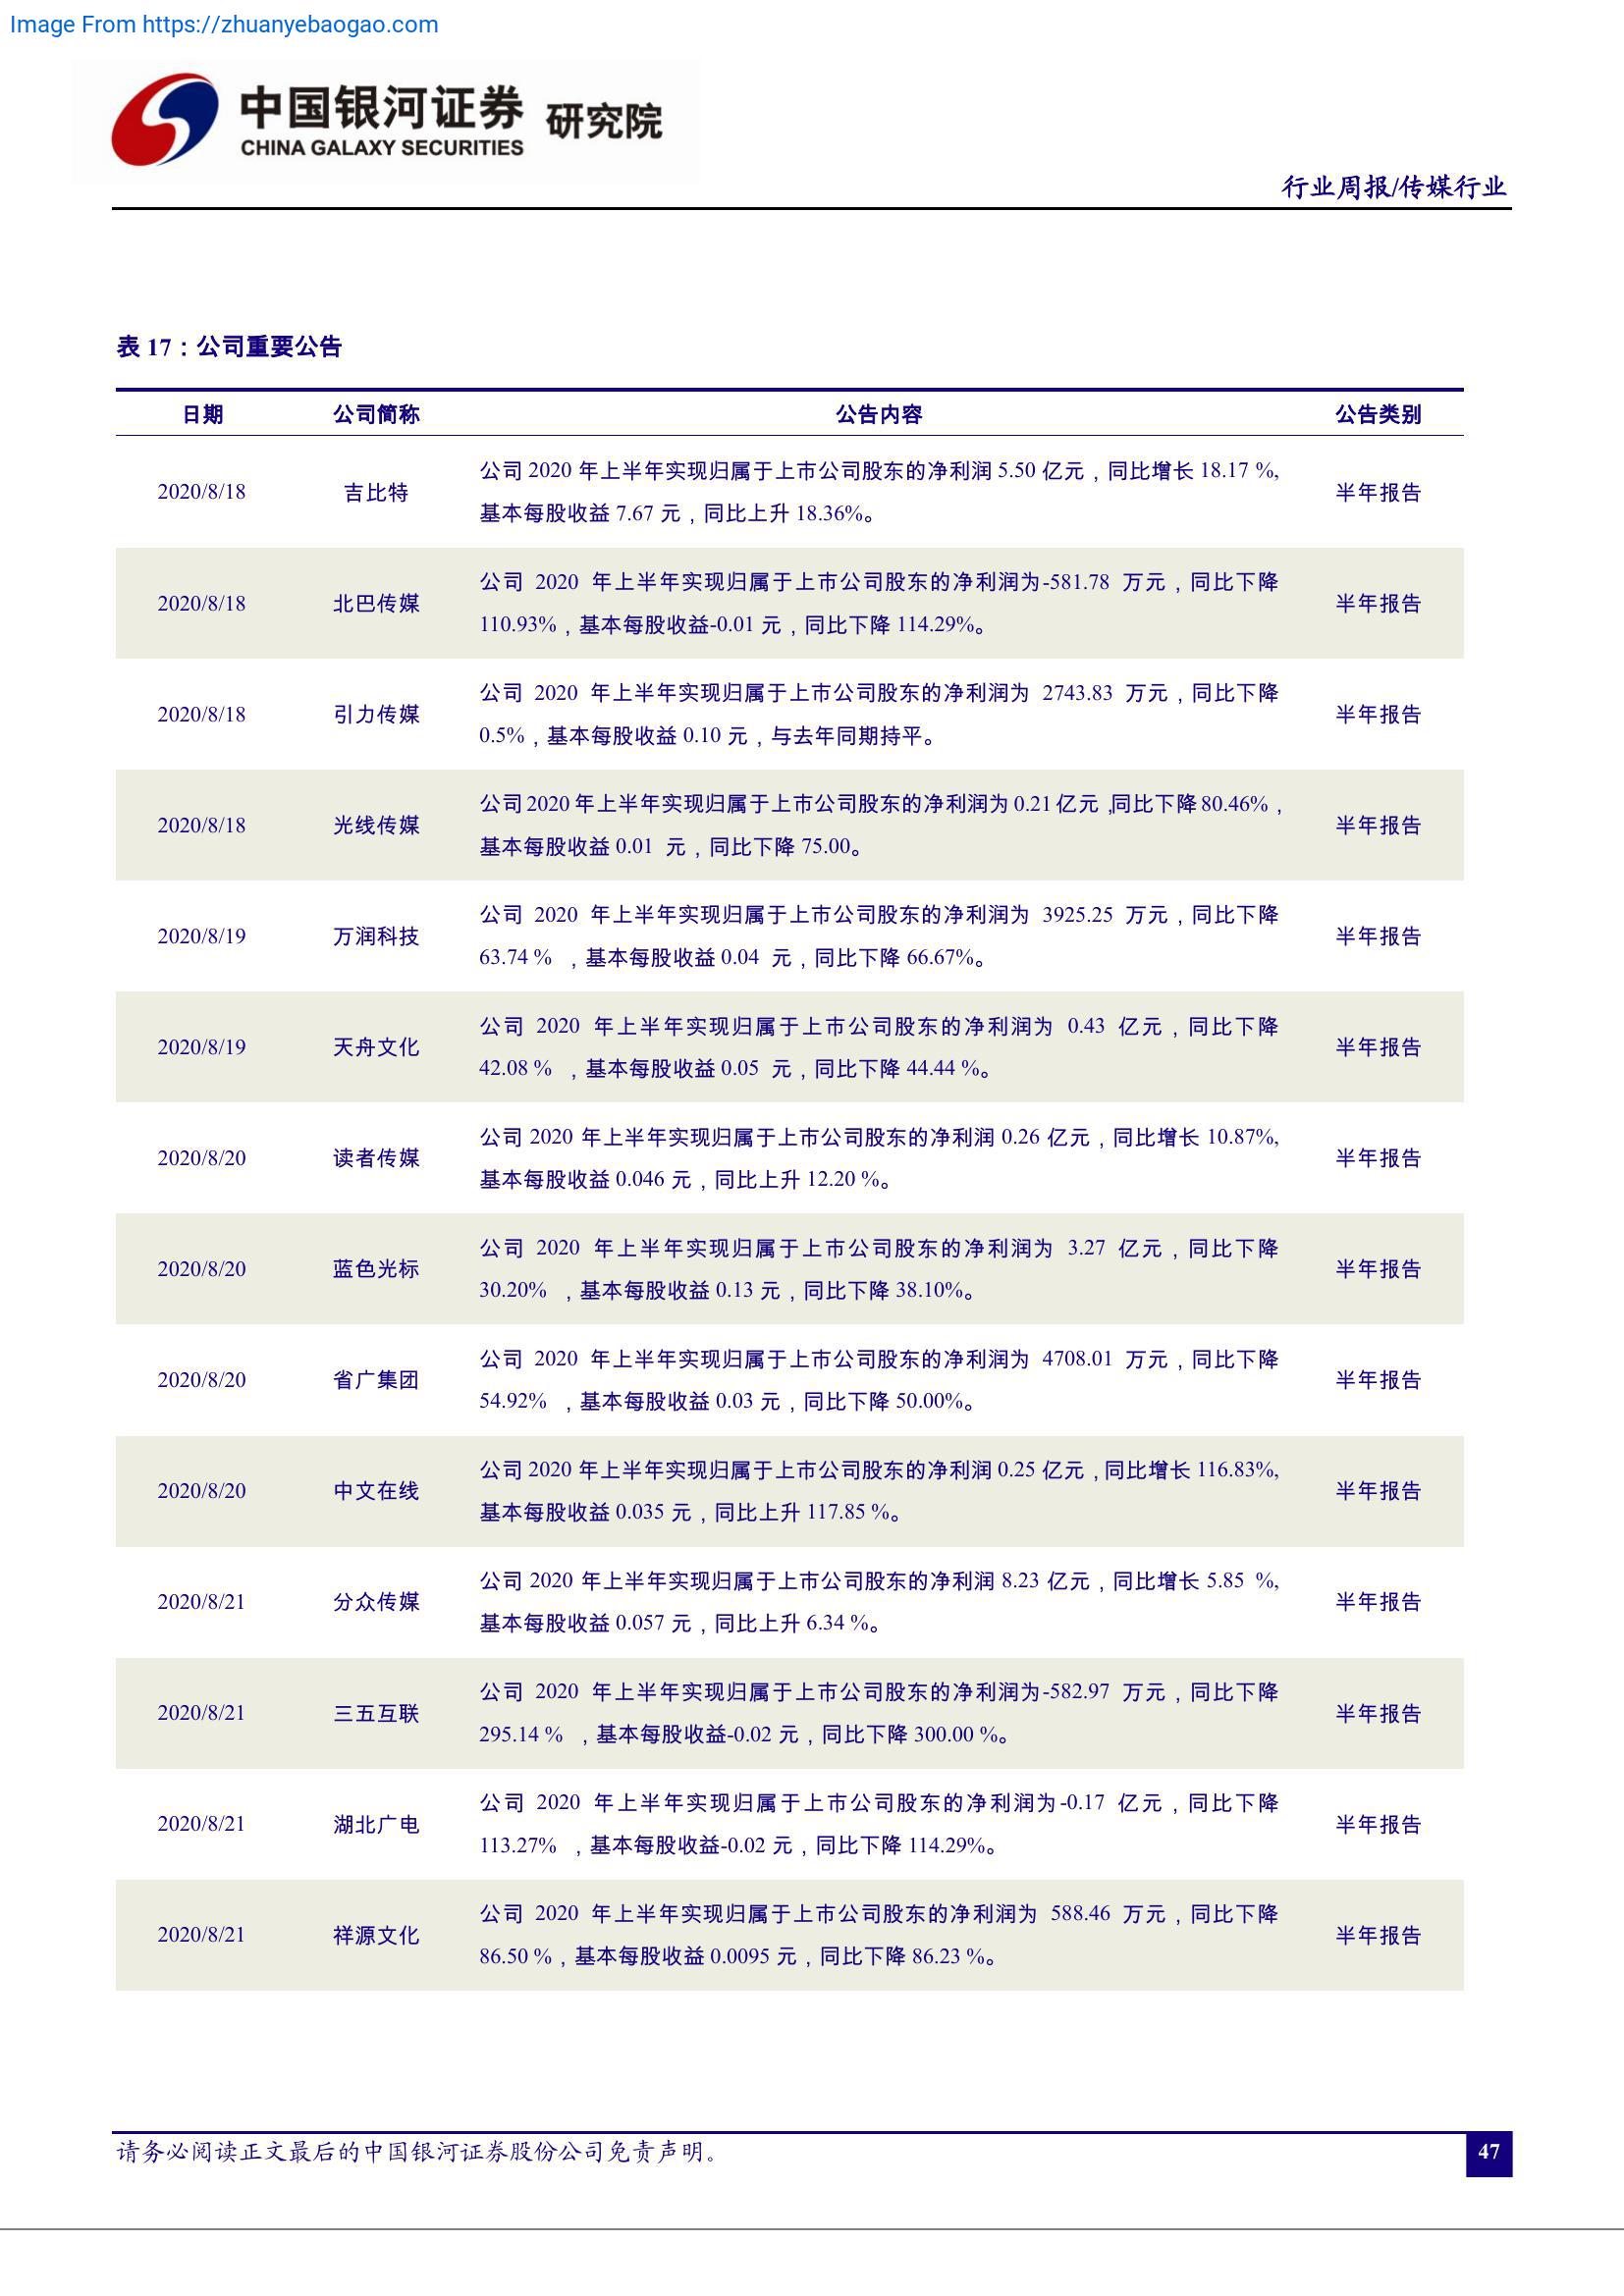 Image From https://zhuanyebaogao.com
中国银河证券 研究院
CHINA GALAXY SECURITIES
行业周报/传媒行业
表 17：公司重要公告
日期 公司简称 公告内容 公告类别
公司 2020 年上半年实现归属于上市公司股东的净利润 5.50 亿元，同比增长 18.17 %,
2020/8/18 吉比特 半年报告
基本每股收益 7.67 元，同比上升 18.36%。
公司 2020 年上半年实现归属于上市公司股东的净利润为-581.78 万元，同比下降
2020/8/18 北巴传媒 半年报告
110.93%，基本每股收益-0.01 元，同比下降 114.29%。
公司 2020 年上半年实现归属于上市公司股东的净利润为 2743.83 万元，同比下降
2020/8/18 引力传媒 半年报告
0.5%，基本每股收益 0.10 元，与去年同期持平。
公司 2020 年上半年实现归属于上市公司股东的净利润为 0.21 亿元，同比下降 80.46%，
2020/8/18 光线传媒 半年报告
基本每股收益 0.01 元，同比下降 75.00。
公司 2020 年上半年实现归属于上市公司股东的净利润为 3925.25 万元，同比下降
2020/8/19 万润科技 半年报告
63.74 % ，基本每股收益 0.04 元，同比下降 66.67%。
公司 2020 年上半年实现归属于上市公司股东的净利润为 0.43 亿元，同比下降
2020/8/19 天舟文化 半年报告
42.08 % ，基本每股收益 0.05 元，同比下降 44.44 %。
公司 2020 年上半年实现归属于上市公司股东的净利润 0.26 亿元，同比增长 10.87%,
2020/8/20 读者传媒 半年报告
基本每股收益 0.046 元，同比上升 12.20 %。
公司 2020 年上半年实现归属于上市公司股东的净利润为 3.27 亿元，同比下降
2020/8/20 蓝色光标 半年报告
30.20% ，基本每股收益 0.13 元，同比下降 38.10%。
公司 2020 年上半年实现归属于上市公司股东的净利润为 4708.01 万元，同比下降
2020/8/20 省广集团 半年报告
54.92% ，基本每股收益 0.03 元，同比下降 50.00%。
公司 2020 年上半年实现归属于上市公司股东的净利润 0.25 亿元，同比增长 116.83%,
2020/8/20 中文在线 半年报告
基本每股收益 0.035 元，同比上升 117.85 %。
公司 2020 年上半年实现归属于上市公司股东的净利润 8.23 亿元，同比增长 5.85 %,
2020/8/21 分众传媒 半年报告
基本每股收益 0.057 元，同比上升 6.34 %。
公司 2020 年上半年实现归属于上市公司股东的净利润为-582.97 万元，同比下降
2020/8/21 三五互联 半年报告
295.14 % ，基本每股收益-0.02 元，同比下降 300.00 %。
公司 2020 年上半年实现归属于上市公司股东的净利润为-0.17 亿元，同比下降
2020/8/21 湖北广电 半年报告
113.27% ，基本每股收益-0.02 元，同比下降 114.29%。
公司 2020 年上半年实现归属于上市公司股东的净利润为 588.46 万元，同比下降
2020/8/21 祥源文化 半年报告
86.50 %，基本每股收益 0.0095 元，同比下降 86.23 %。
请务必阅读正文最后的中国银河证券股份公司免责声明。 47